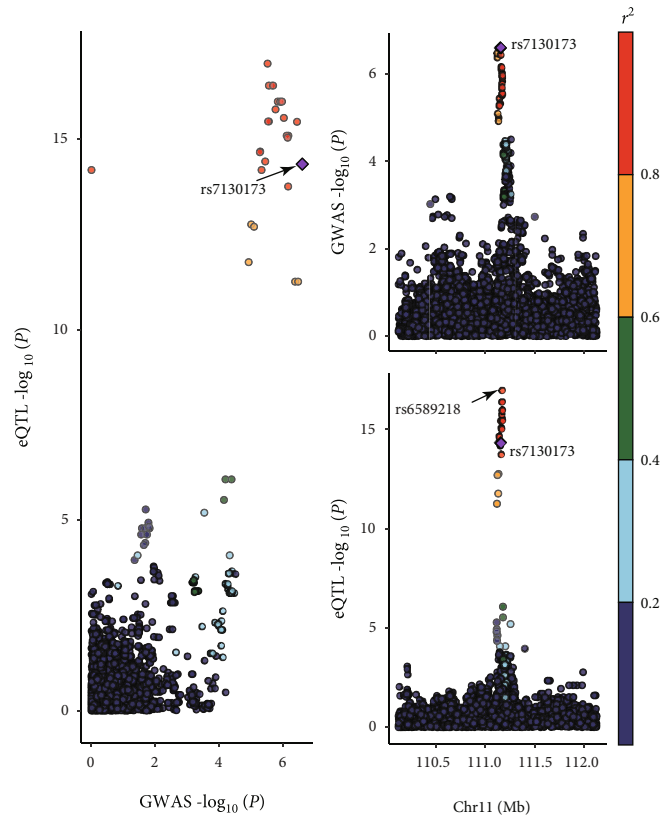 eQTL -log10 (P)
15
10
5
0
rs7130173
0 2 4 6
GWAS -log10 (P)
GWAS -log10 (P)
6
4
2
0
rs7130173
eQTL -log10 (P)
15
10
5
0
rs6589218
rs7130173
110.5 111.0 111.5 112.0
Chr11 (Mb)
r²
0.8
0.6
0.4
0.2